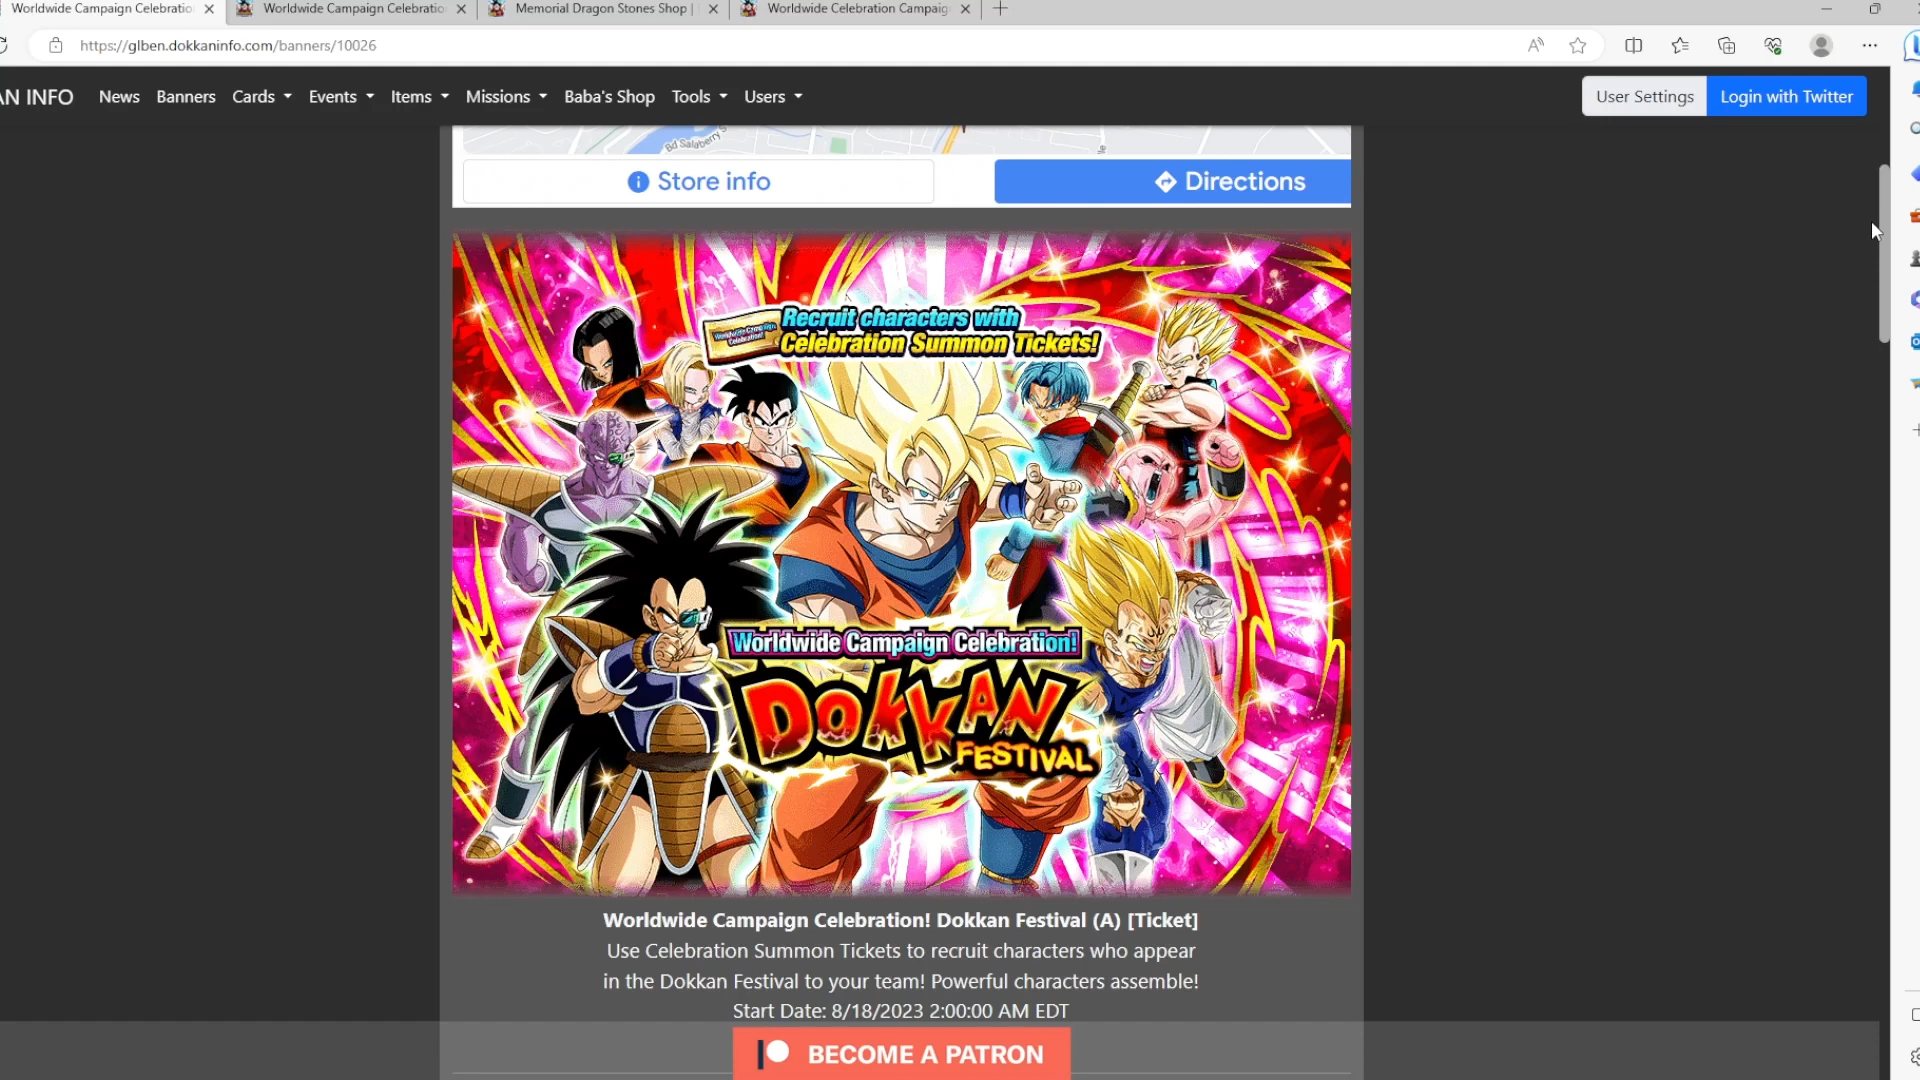 Worldwide Campaign Celebratio
Worldwide Campaign Celebratio
Memorial Dragon Stones Shop |
Worldwide Celebration Campaig
https://glben.dokkaninfo.com/banners/10026
AN INFO
News
Banners
Cards
Events
Items
Missions
Baba's Shop
Tools
Users
User Settings
Login with Twitter
Bd Salaberry
Store info
Directions
Recruit characters with
Celebration Summon Tickets!
Worldwide Campaign Celebration!
DOKKAN
FESTIVAL
Worldwide Campaign Celebration! Dokkan Festival (A) [Ticket]
Use Celebration Summon Tickets to recruit characters who appear
in the Dokkan Festival to your team! Powerful characters assemble!
Start Date: 8/18/2023 2:00:00 AM EDT
BECOME A PATRON